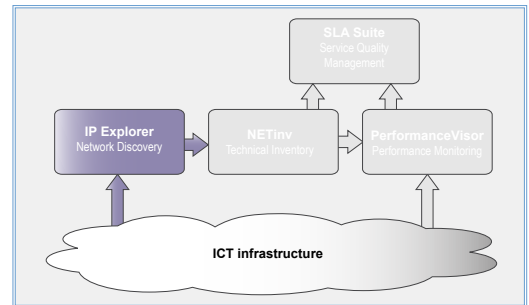 SLA Suite
Service Quality
Management
IP Explorer
Network Discovery
NETinv
Technical Inventory
PerformanceVisor
Performance Monitoring
ICT infrastructure